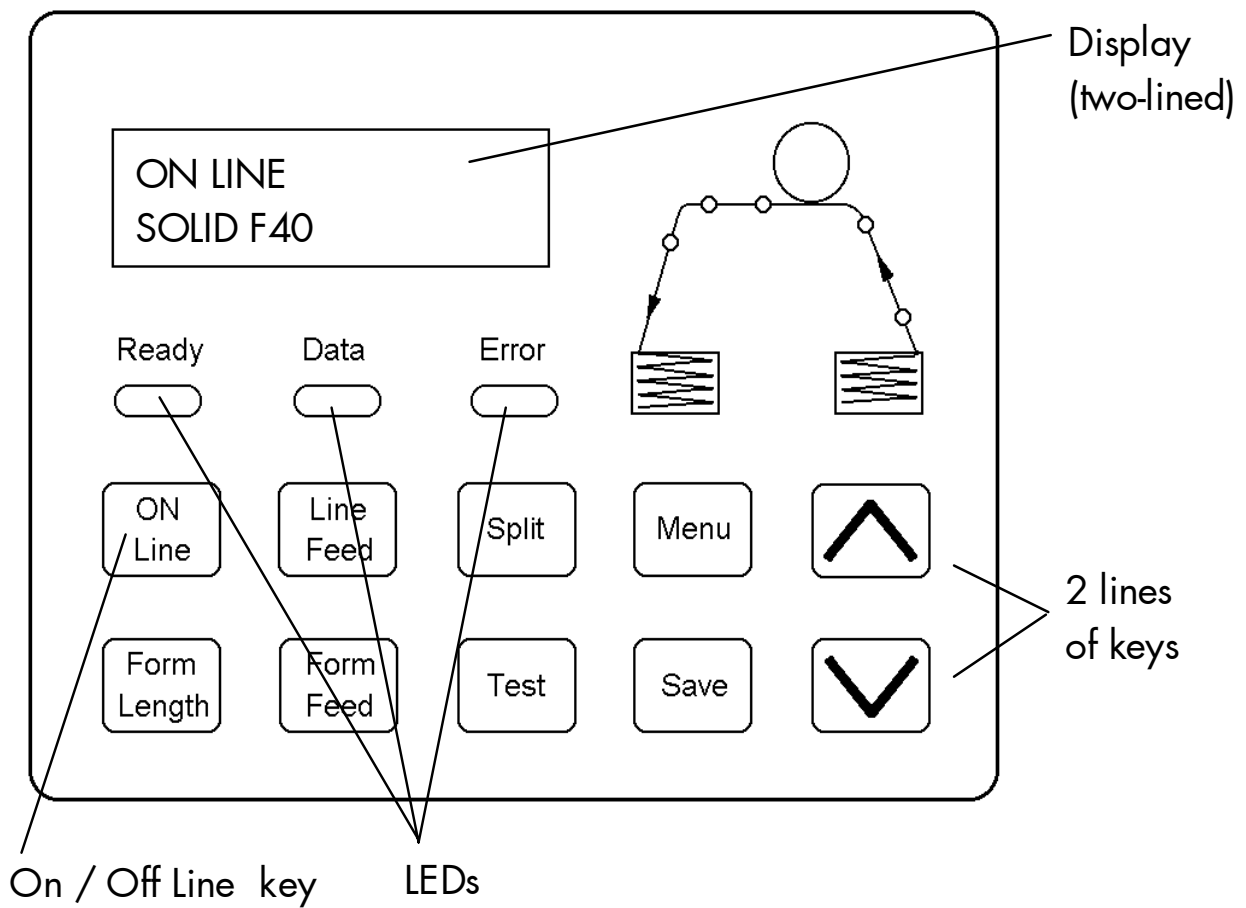 Display
(two-lined)
ON LINE
SOLID F40
Ready
Data
Error
ON
Line
Line
Feed
Split
Menu
2 lines
of keys
Form
Length
Form
Feed
Test
Save
On / Off Line key
LEDs